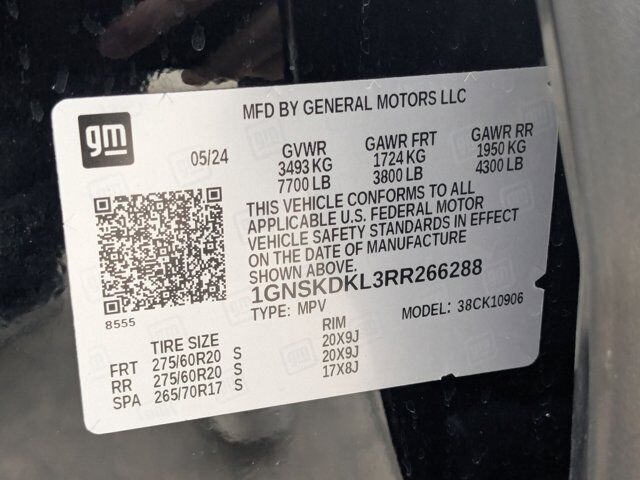 MFD BY GENERAL MOTORS LLC
gm
05/24
GVWR GAWR FRT GAWR RR
3493 KG 1724 KG 1950 KG
7700 LB 3800 LB 4300 LB
THIS VEHICLE CONFORMS TO ALL
APPLICABLE U.S. FEDERAL MOTOR
VEHICLE SAFETY STANDARDS IN EFFECT
ON THE DATE OF MANUFACTURE
SHOWN ABOVE.
1GNSKDKL3RR266288
TYPE: MPV MODEL: 38CK10906
8555
TIRE SIZE RIM
FRT 275/60R20 S 20X9J
RR 275/60R20 S 20X9J
SPA 265/70R17 S 17X8J